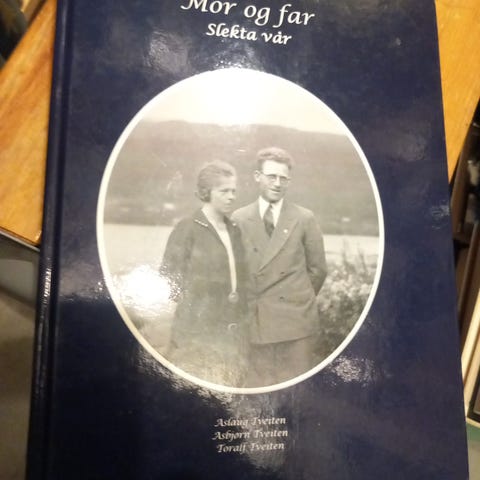 Mor og far
Slekta vår
Aslaug Tveiten
Asbjørn Tveiten
Toralf Tveiten